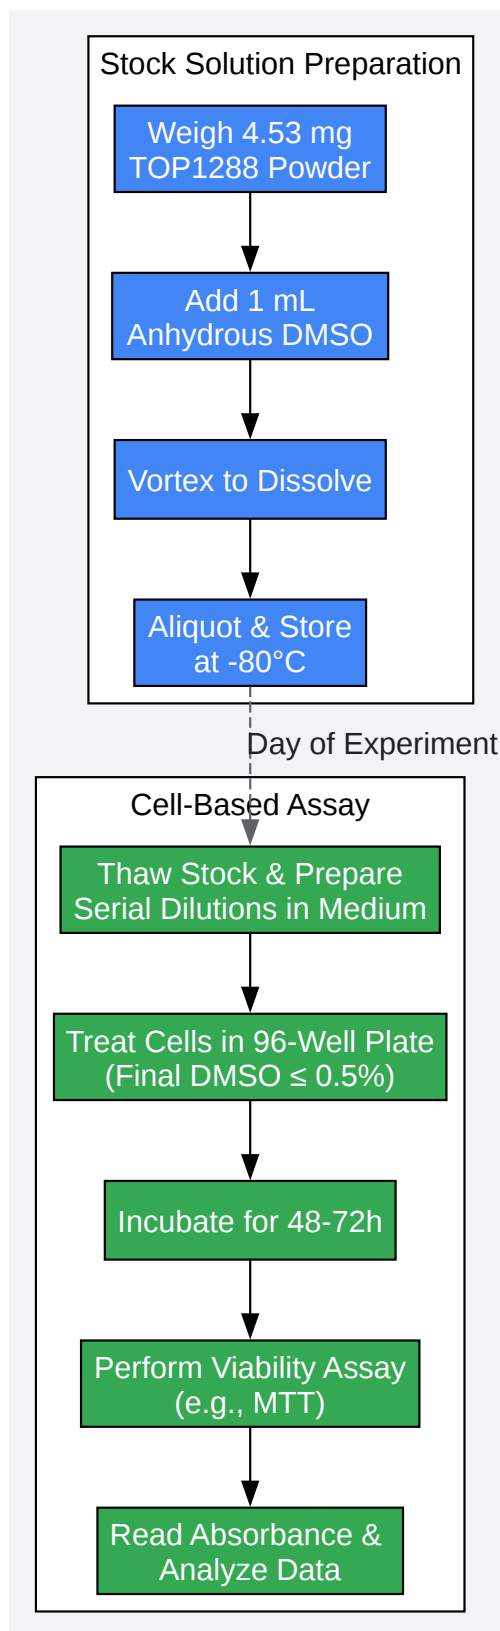 Stock Solution Preparation
Weigh 4.53 mg
TOP1288 Powder
Add 1 mL
Anhydrous DMSO
Vortex to Dissolve
Aliquot & Store
at -80°C
Day of Experiment
Cell-Based Assay
Thaw Stock & Prepare
Serial Dilutions in Medium
Treat Cells in 96-Well Plate
(Final DMSO ≤ 0.5%)
Incubate for 48-72h
Perform Viability Assay
(e.g., MTT)
Read Absorbance &
Analyze Data